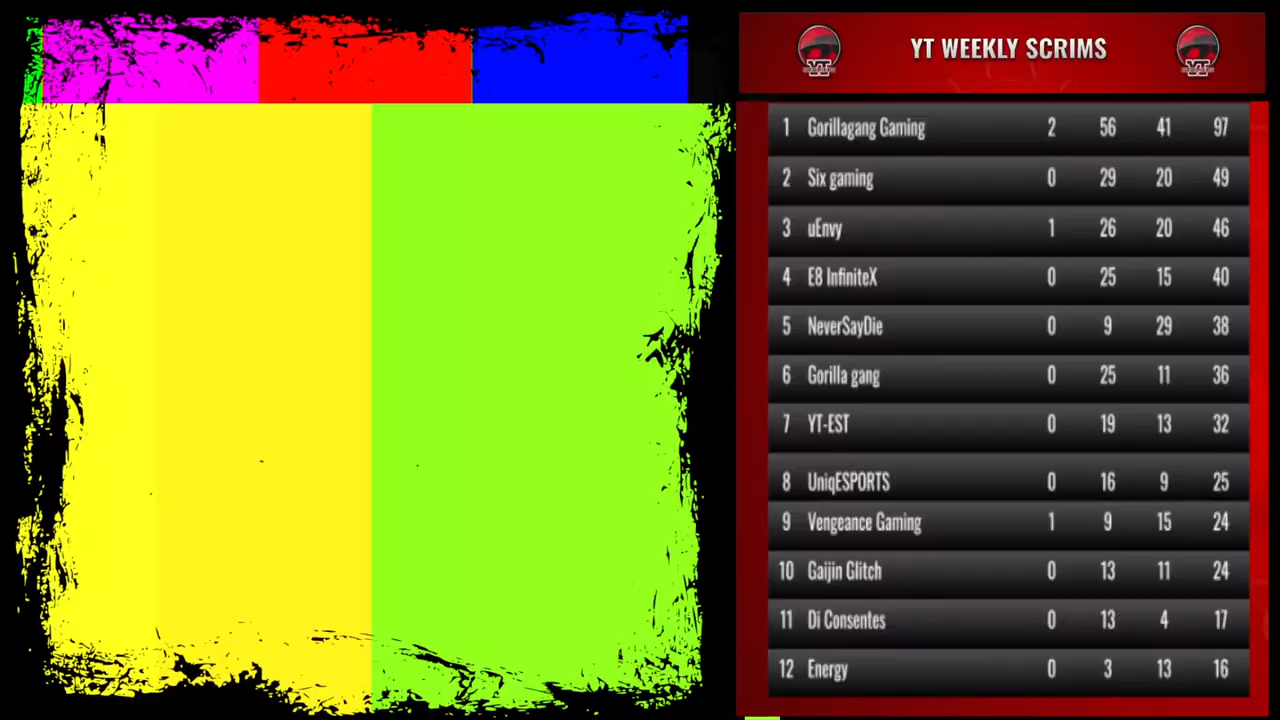 YT WEEKLY SCRIMS
1 Gorillagang Gaming 2 56 41 97
2 Six gaming 0 29 20 49
3 uEnvy 1 26 20 46
4 E8 InfiniteX 0 25 15 40
5 NeverSayDie 0 9 29 38
6 Gorilla gang 0 25 11 36
7 YT-EST 0 19 13 32
8 UniqESPORTS 0 16 9 25
9 Vengeance Gaming 1 9 15 24
10 Gaijin Glitch 0 13 11 24
11 Di Consentes 0 13 4 17
12 Energy 0 3 13 16